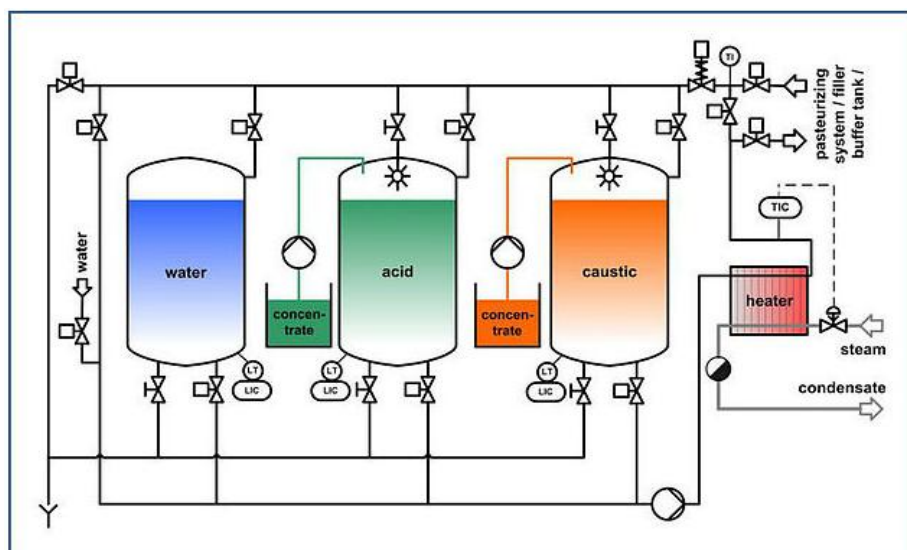 TI
pasteurizing
system / filler
buffer tank /
TIC
water
water
acid
caustic
heater
concen-
trate
concen-
trate
steam
LT
LIC
LT
LIC
LT
LIC
condensate